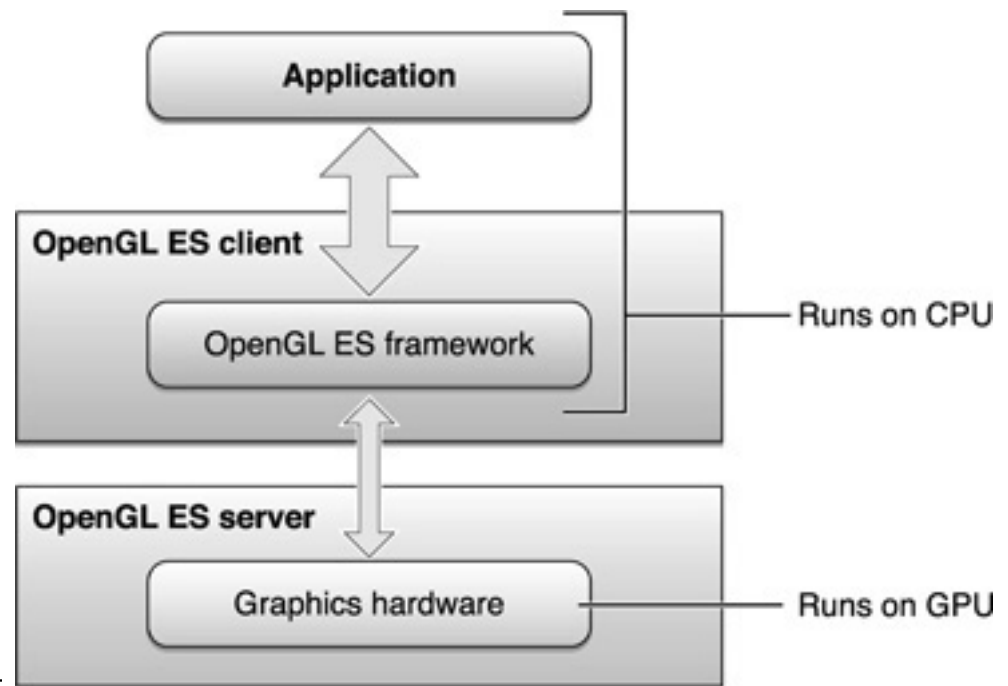 Application
OpenGL ES client
OpenGL ES framework
Runs on CPU
OpenGL ES server
Graphics hardware
Runs on GPU